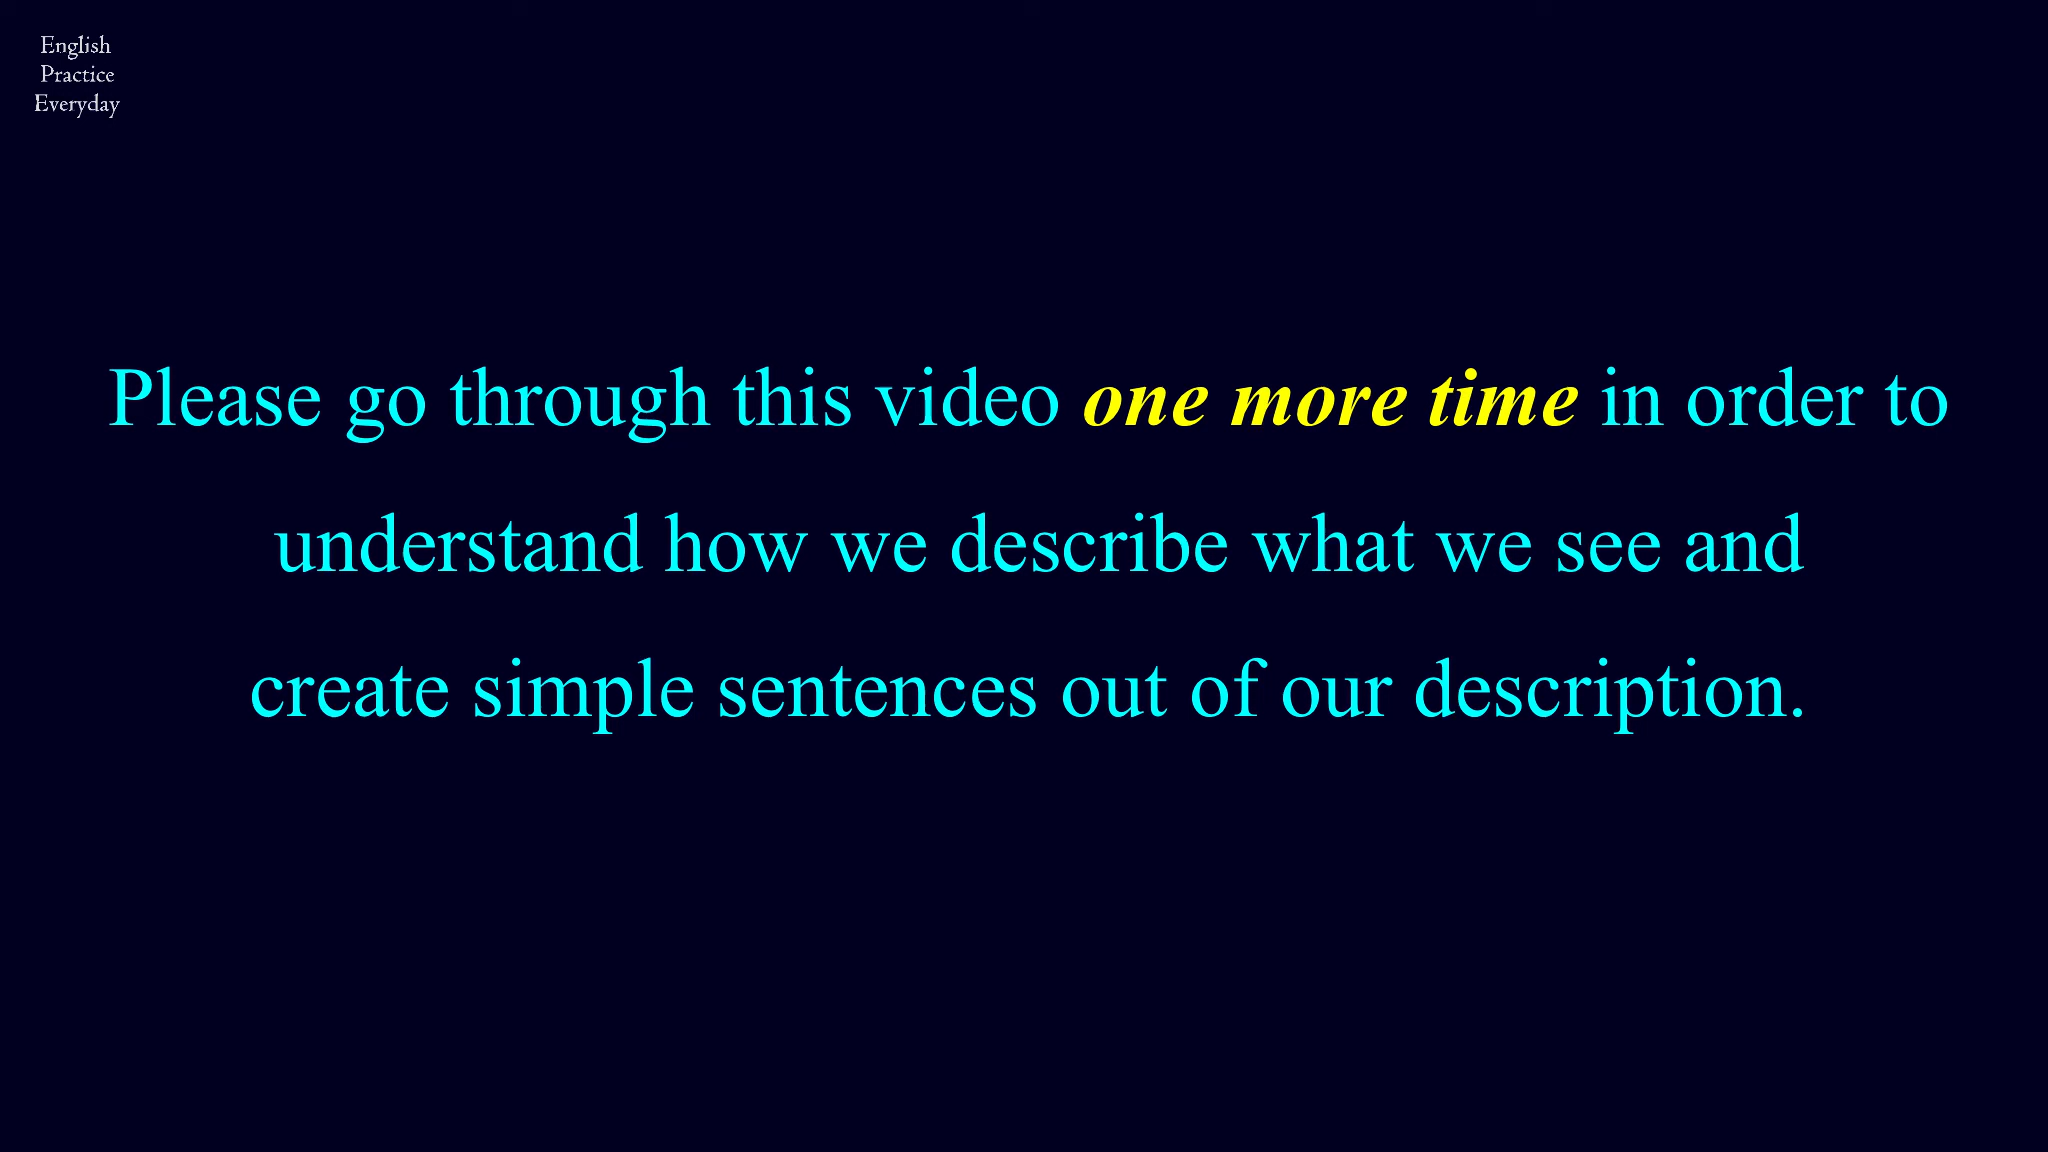 English
Practice
Everyday
Please go through this video one more time in order to
understand how we describe what we see and
create simple sentences out of our description.